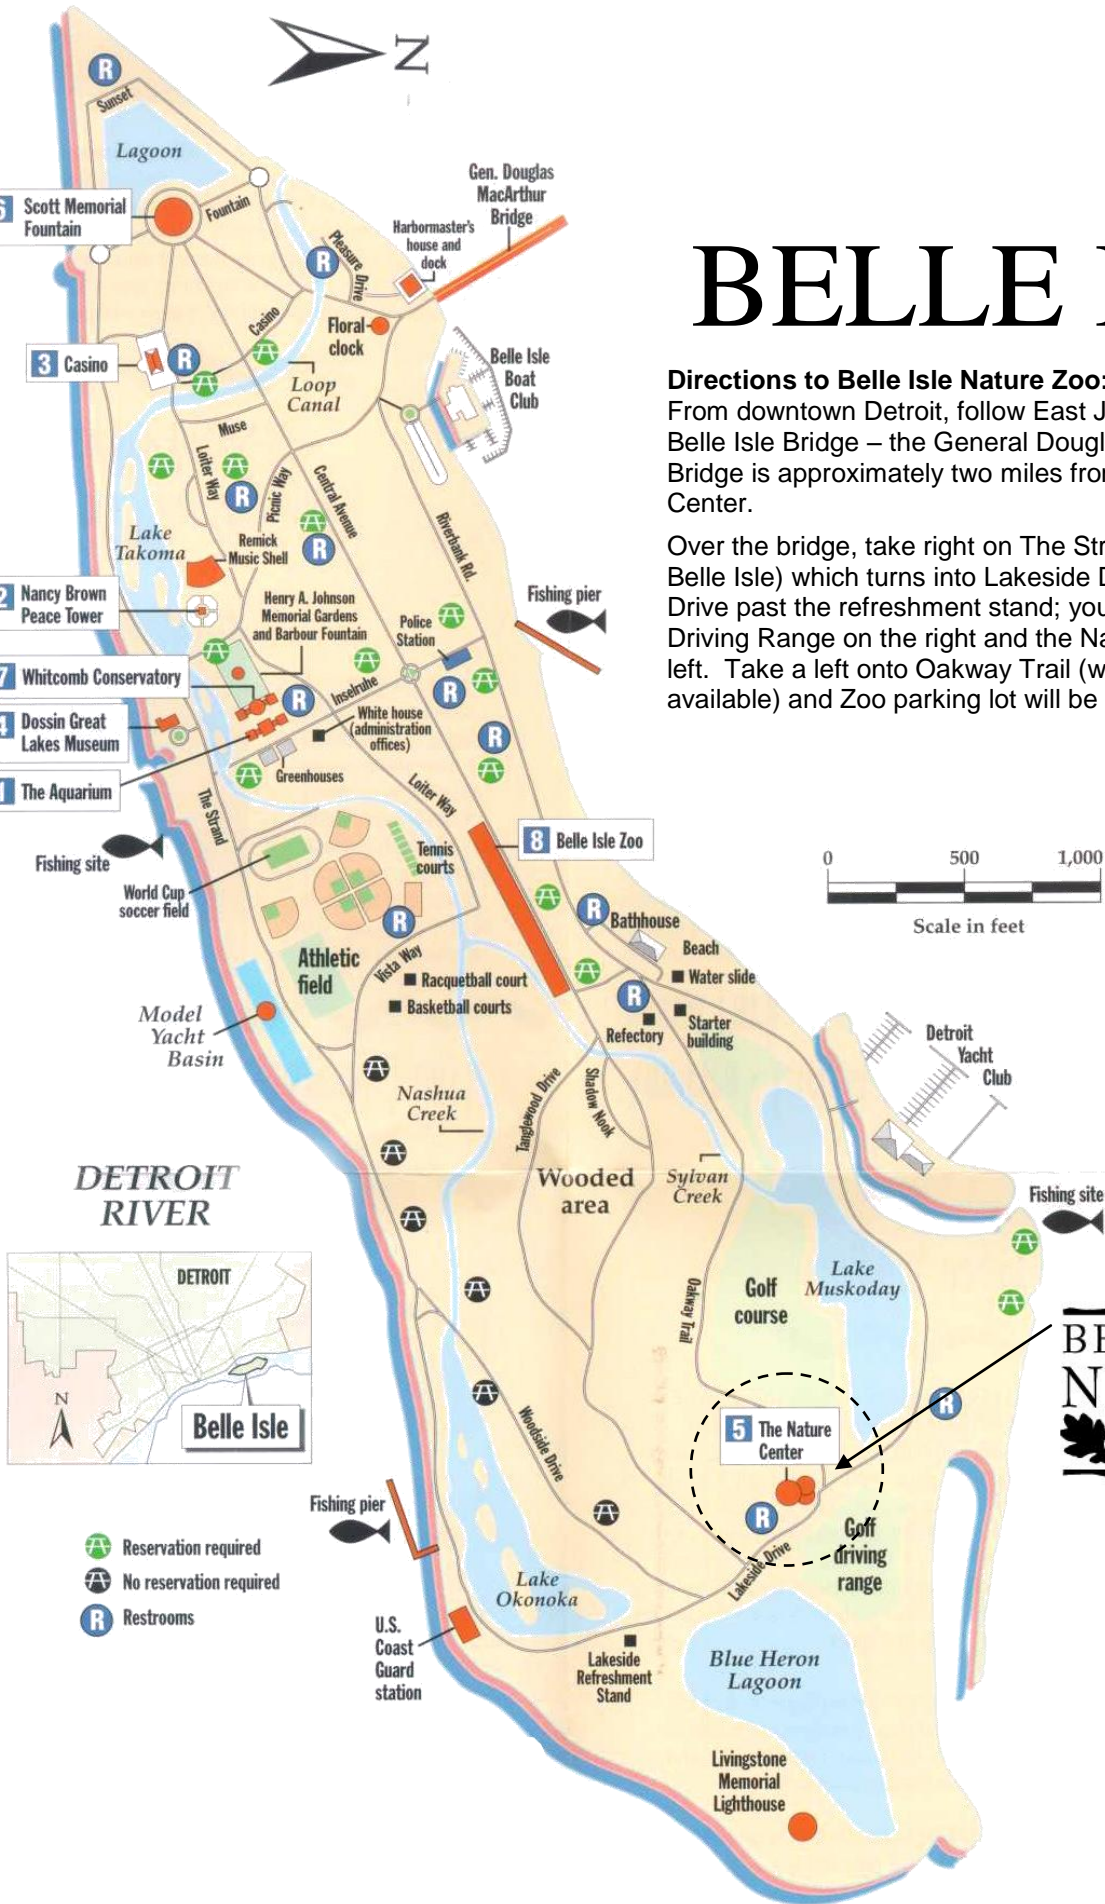 N
R
Sunset
Lagoon
Gen. Douglas
MacArthur
Bridge
6 Scott Memorial
Fountain
Fountain
Harbormaster's
house and
dock
R
Pleasure Drive
BELLE
Casino
Floral
clock
3 Casino
R
Loop
Canal
Belle Isle
Boat
Club
Directions to Belle Isle Nature Zoo:
From downtown Detroit, follow East J
Belle Isle Bridge – the General Dougl
Bridge is approximately two miles fro
Center.
Over the bridge, take right on The Str
Belle Isle) which turns into Lakeside D
Drive past the refreshment stand; you
Driving Range on the right and the Na
left. Take a left onto Oakway Trail (w
available) and Zoo parking lot will be
Muse
Loiter Way
R
Picnic Way
Central Avenue
R
Riverbank Rd.
Lake
Takoma
Remick
Music Shell
2 Nancy Brown
Peace Tower
Henry A. Johnson
Memorial Gardens
and Barbour Fountain
Police
Station
Fishing pier
7 Whitcomb Conservatory
R
Inselruhe
R
4 Dossin Great
Lakes Museum
White house
(administration
offices)
R
1 The Aquarium
Greenhouses
The Strand
Loiter Way
Fishing site
Tennis
courts
8 Belle Isle Zoo
World Cup
soccer field
0 500 1,000
Scale in feet
R
R
Bathhouse
Beach
Athletic
field
Vista Way
Racquetball court
Basketball courts
Water slide
R
Refectory
Starter
building
Model
Yacht
Basin
Detroit
Yacht
Club
Nashua
Creek
Tanglewood Drive
Shadow Nook
DETROIT
RIVER
Wooded
area
Sylvan
Creek
Fishing site
DETROIT
N
Belle Isle
Golf
course
Lake
Muskoday
Oakway Trail
BE
N
R
5 The Nature
Center
Woodside Drive
Fishing pier
R
Golf
driving
range
Lakeside Drive
Reservation required
No reservation required
R Restrooms
Lake
Okonoka
U.S.
Coast
Guard
station
Lakeside
Refreshment
Stand
Blue Heron
Lagoon
Livingstone
Memorial
Lighthouse